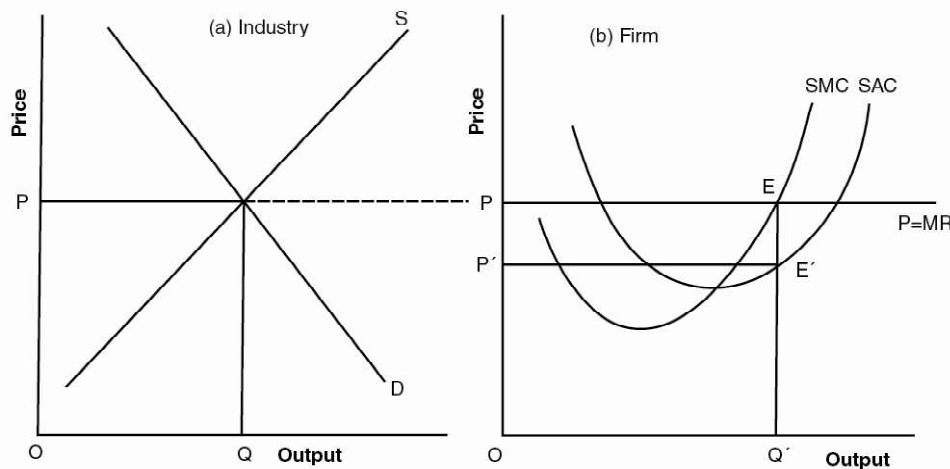 (a) Industry
S
Price
P
D
O
Q
Output
(b) Firm
Price
SMC SAC
E
P
P=MR
P´
E´
O
Q´
Output